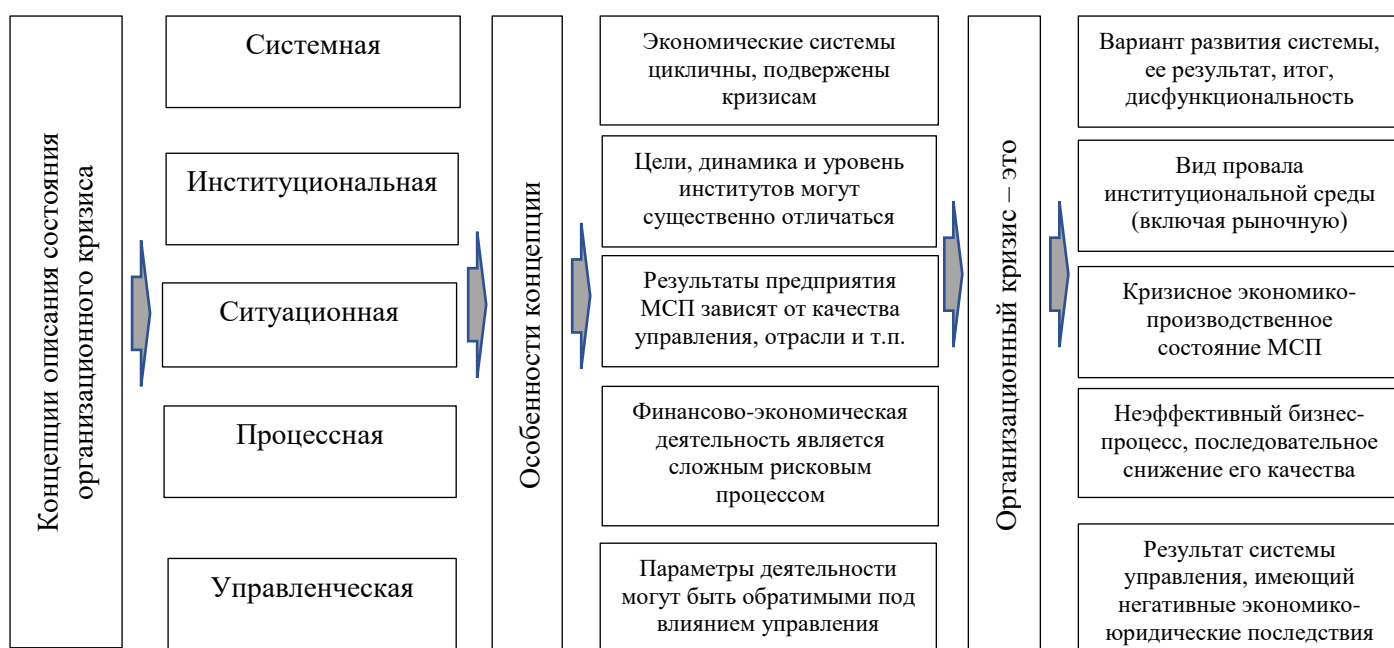 Концепции описания состояния
организационного кризиса
Системная
Институциональная
Ситуационная
Процессная
Управленческая
Особенности концепции
Экономические системы
цикличны, подвержены
кризисам
Цели, динамика и уровень
институтов могут
существенно отличаться
Результаты предприятия
МСП зависят от качества
управления, отрасли и т.п.
Финансово-экономическая
деятельность является
сложным рисковым
процессом
Параметры деятельности
могут быть обратимыми под
влиянием управления
Организационный кризис – это
Вариант развития системы,
ее результат, итог,
дисфункциональность
Вид провала
институциональной среды
(включая рыночную)
Кризисное экономико-
производственное
состояние МСП
Неэффективный бизнес-
процесс, последовательное
снижение его качества
Результат системы
управления, имеющий
негативные экономико-
юридические последствия